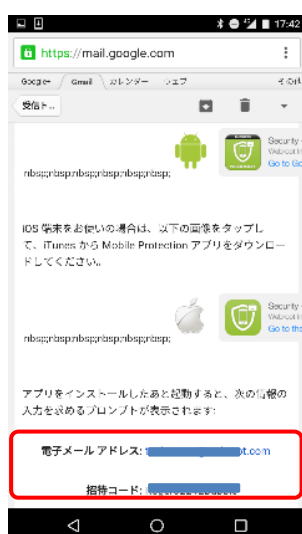 17:42
https://mail.google.com
Google+ Gmail カレンダー ウェブ その他
受信ト...
Security
Webroot In
Go to Go
nbsp;nbsp;nbsp;nbsp;nbsp;nbsp;
iOS 端末をお使いの場合は、以下の画像をタップし
て、iTunes から Mobile Protection アプリをダウンロー
ドしてください。
Security
Webroot In
Go to the
nbsp;nbsp;nbsp;nbsp;nbsp;nbsp;
アプリをインストールしたあと起動すると、次の情報の
入力を求めるプロンプトが表示されます:
電子メール アドレス: t.com
招待コード: